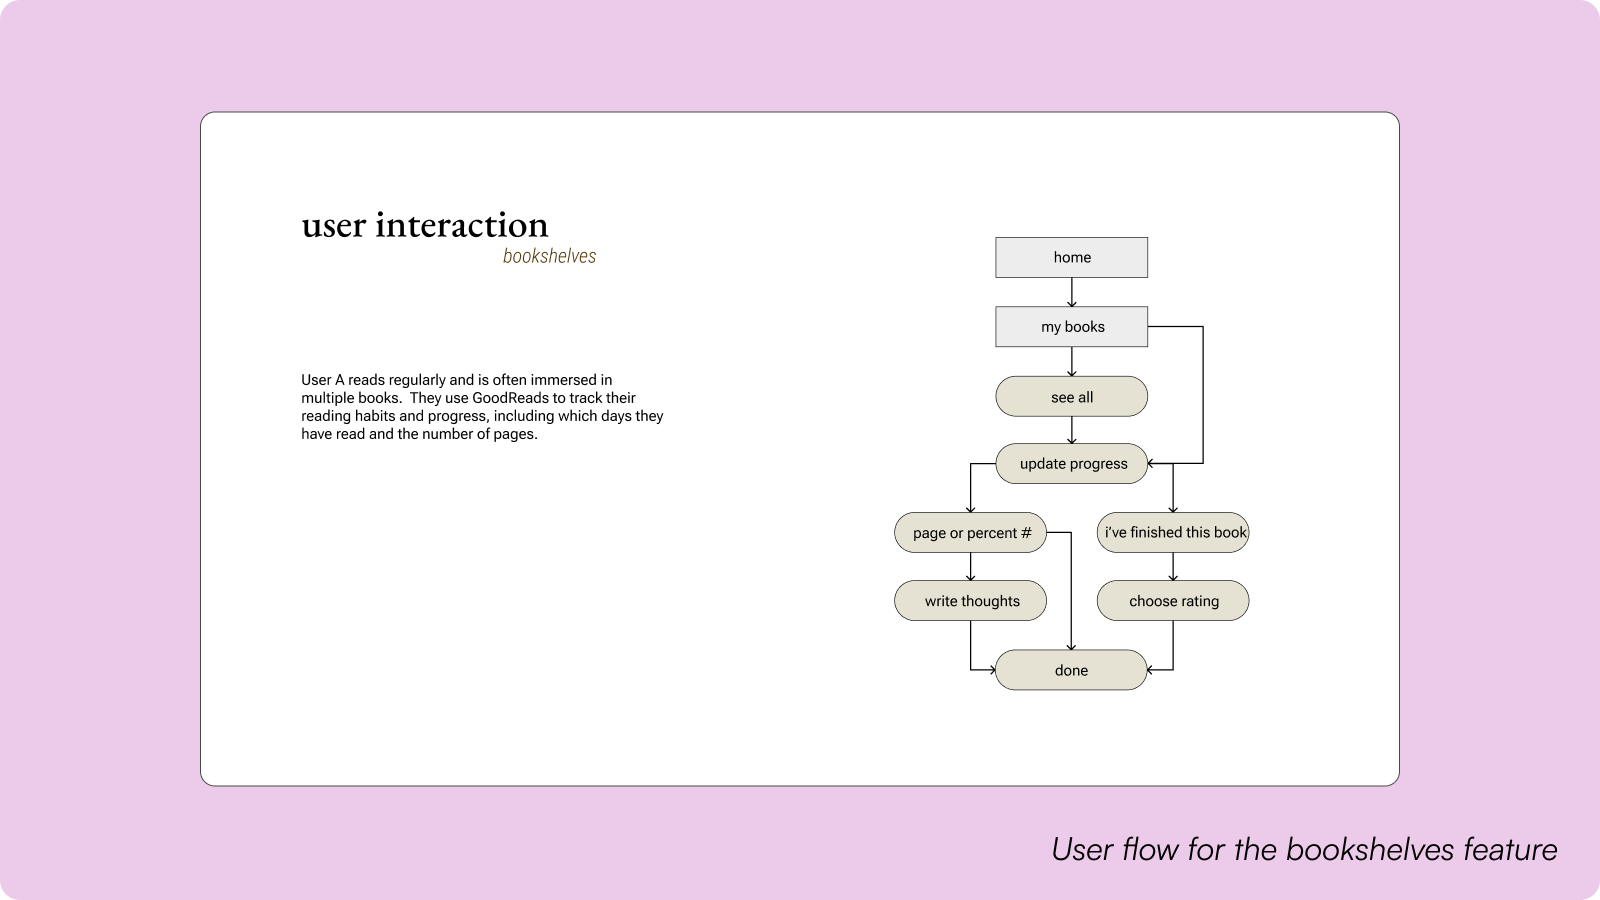 user interaction
bookshelves
User A reads regularly and is often immersed in
multiple books.  They use GoodReads to track their
reading habits and progress, including which days they
have read and the number of pages.
home
my books
see all
update progress
page or percent #
i've finished this book
write thoughts
choose rating
done
User flow for the bookshelves feature